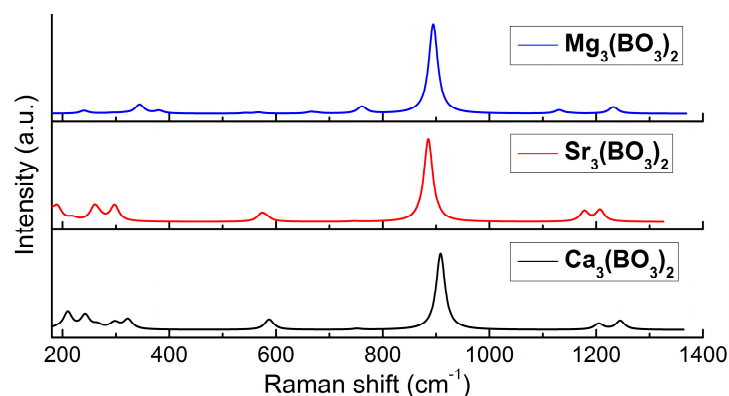 Mg₃(BO₃)₂
Sr₃(BO₃)₂
Ca₃(BO₃)₂
Intensity (a.u.)
200 400 600 800 1000 1200 1400
Raman shift (cm⁻¹)